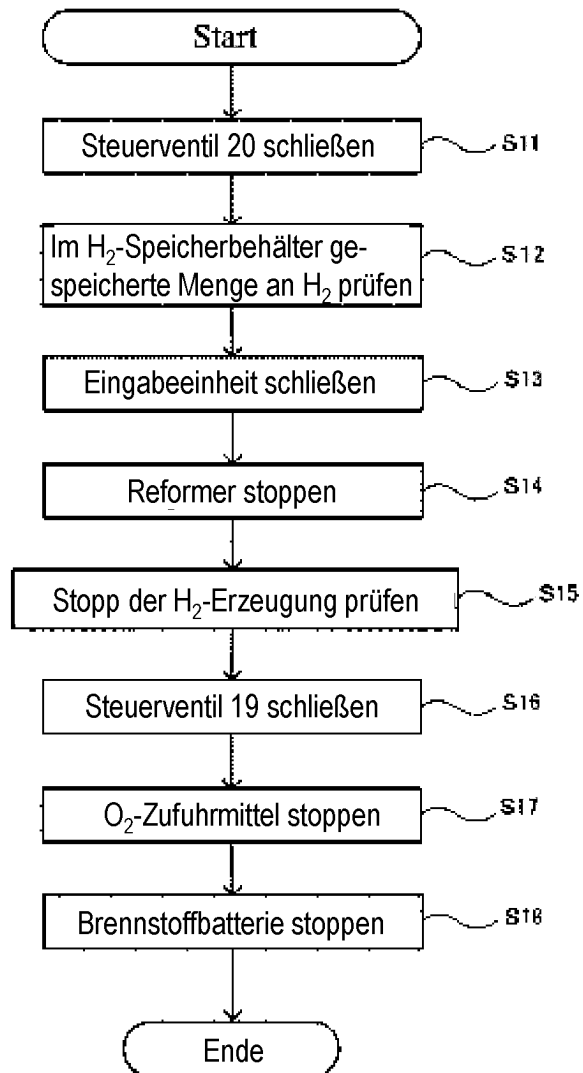 Start
Steuerventil 20 schließen
S11
Im H₂-Speicherbehälter ge-
speicherte Menge an H₂ prüfen
S12
Eingabeeinheit schließen
S13
Reformer stoppen
S14
Stopp der H₂-Erzeugung prüfen
S15
Steuerventil 19 schließen
S16
O₂-Zufuhrmittel stoppen
S17
Brennstoffbatterie stoppen
S18
Ende